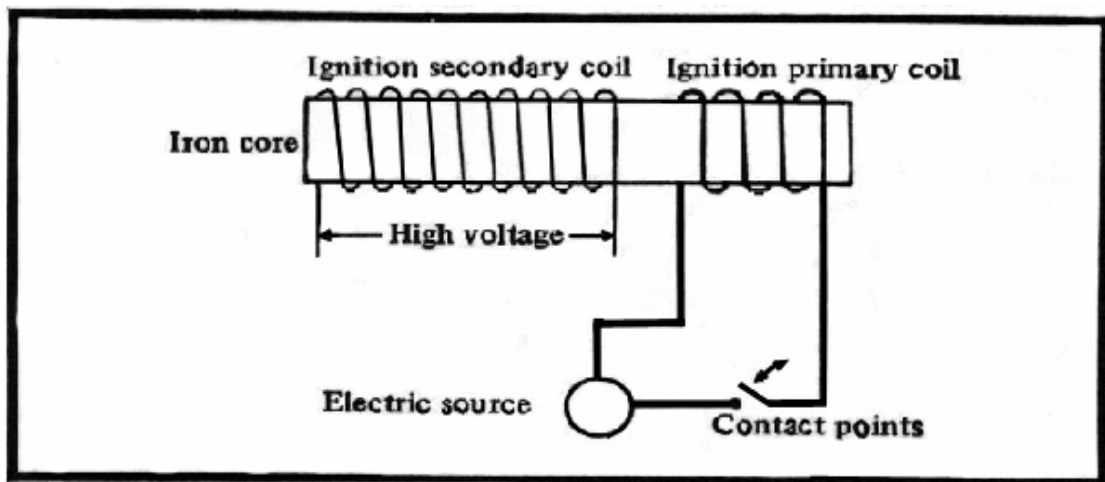 Ignition secondary coil
Ignition primary coil
Iron core
High voltage
Electric source
Contact points